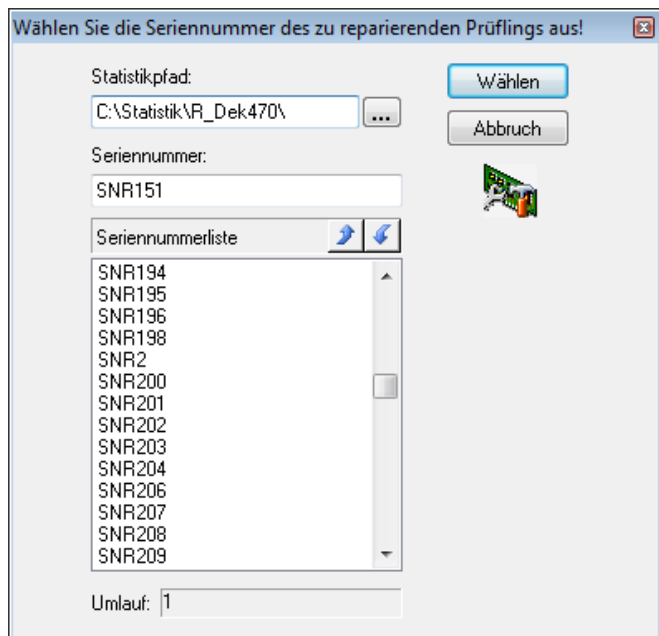 Wählen Sie die Seriennummer des zu reparierenden Prüflings aus!
Statistikpfad:
C:\Statistik\R_Dek470\
...
Wählen
Abbruch
Seriennummer:
SNR151
Seriennummerliste
SNR194
SNR195
SNR196
SNR198
SNR2
SNR200
SNR201
SNR202
SNR203
SNR204
SNR206
SNR207
SNR208
SNR209
Umlauf: 1